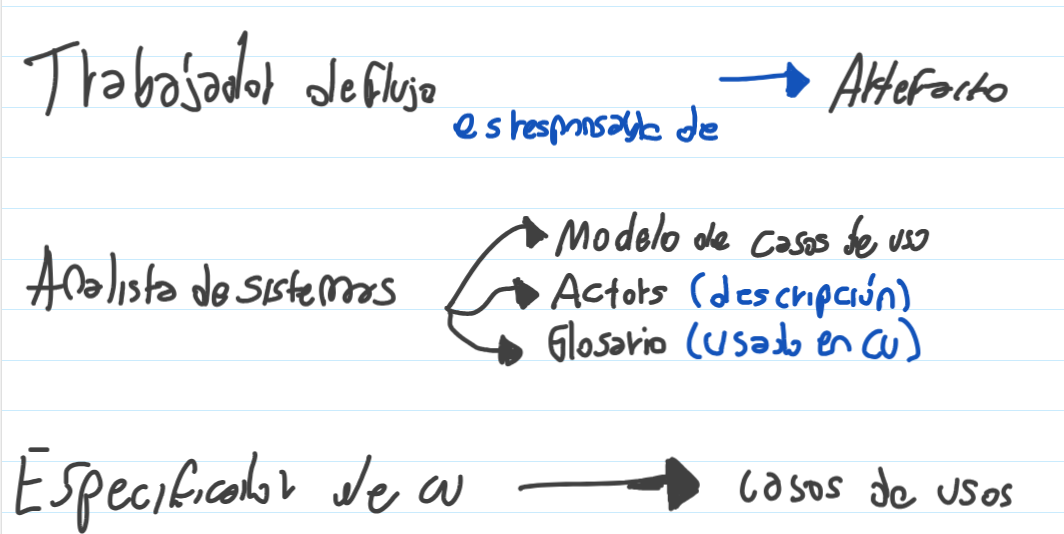 Trabajador de flujo → Artefacto
es responsable de
Modelo de casos de uso
Analista de sistemas → Actors (descripción)
Glosario (usado en CU)
Especificador de CU → casos de usos